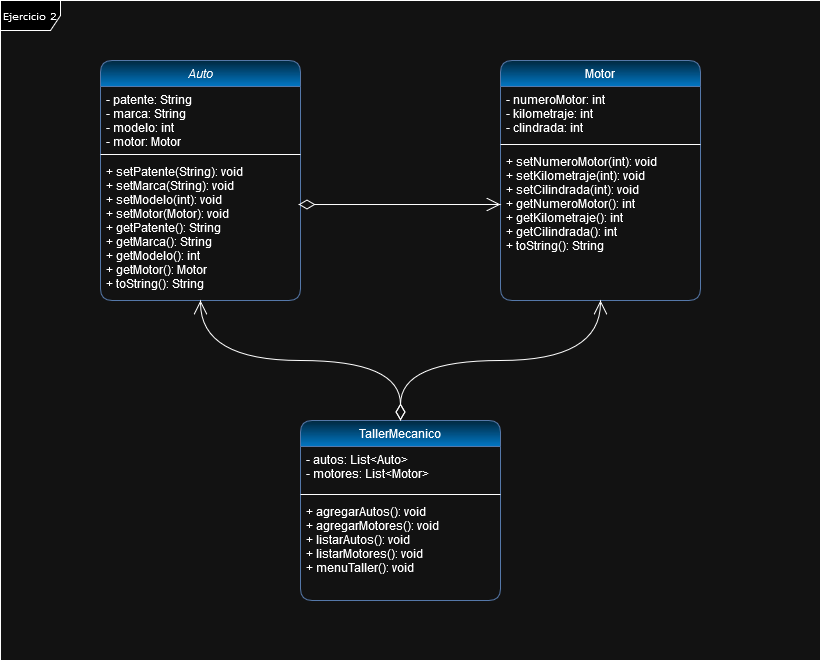 Ejercicio 2
Auto
- patente: String
- marca: String
- modelo: int
- motor: Motor
+ setPatente(String): void
+ setMarca(String): void
+ setModelo(int): void
+ setMotor(Motor): void
+ getPatente(): String
+ getMarca(): String
+ getModelo(): int
+ getMotor(): Motor
+ toString(): String
Motor
- numeroMotor: int
- kilometraje: int
- clindrada: int
+ setNumeroMotor(int): void
+ setKilometraje(int): void
+ setCilindrada(int): void
+ getNumeroMotor(): int
+ getKilometraje(): int
+ getCilindrada(): int
+ toString(): String
TallerMecanico
- autos: List<Auto>
- motores: List<Motor>
+ agregarAutos(): void
+ agregarMotores(): void
+ listarAutos(): void
+ listarMotores(): void
+ menuTaller(): void